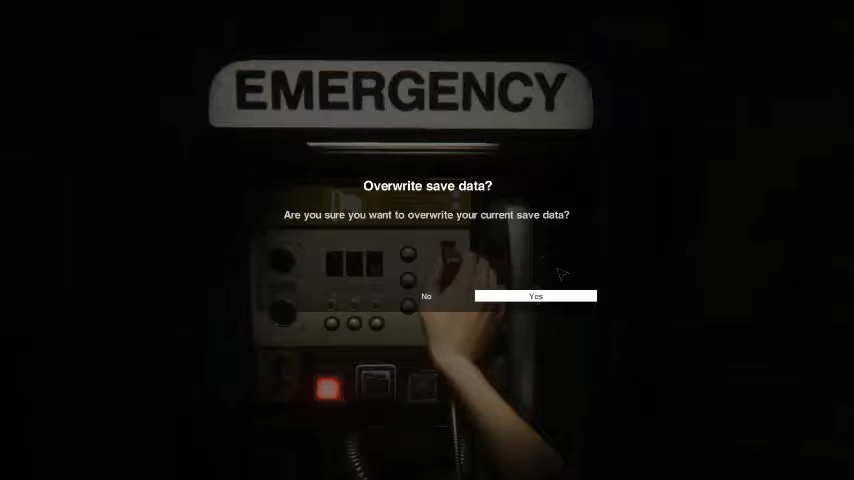 EMERGENCY
Overwrite save data?
Are you sure you want to overwrite your current save data?
No
Yes